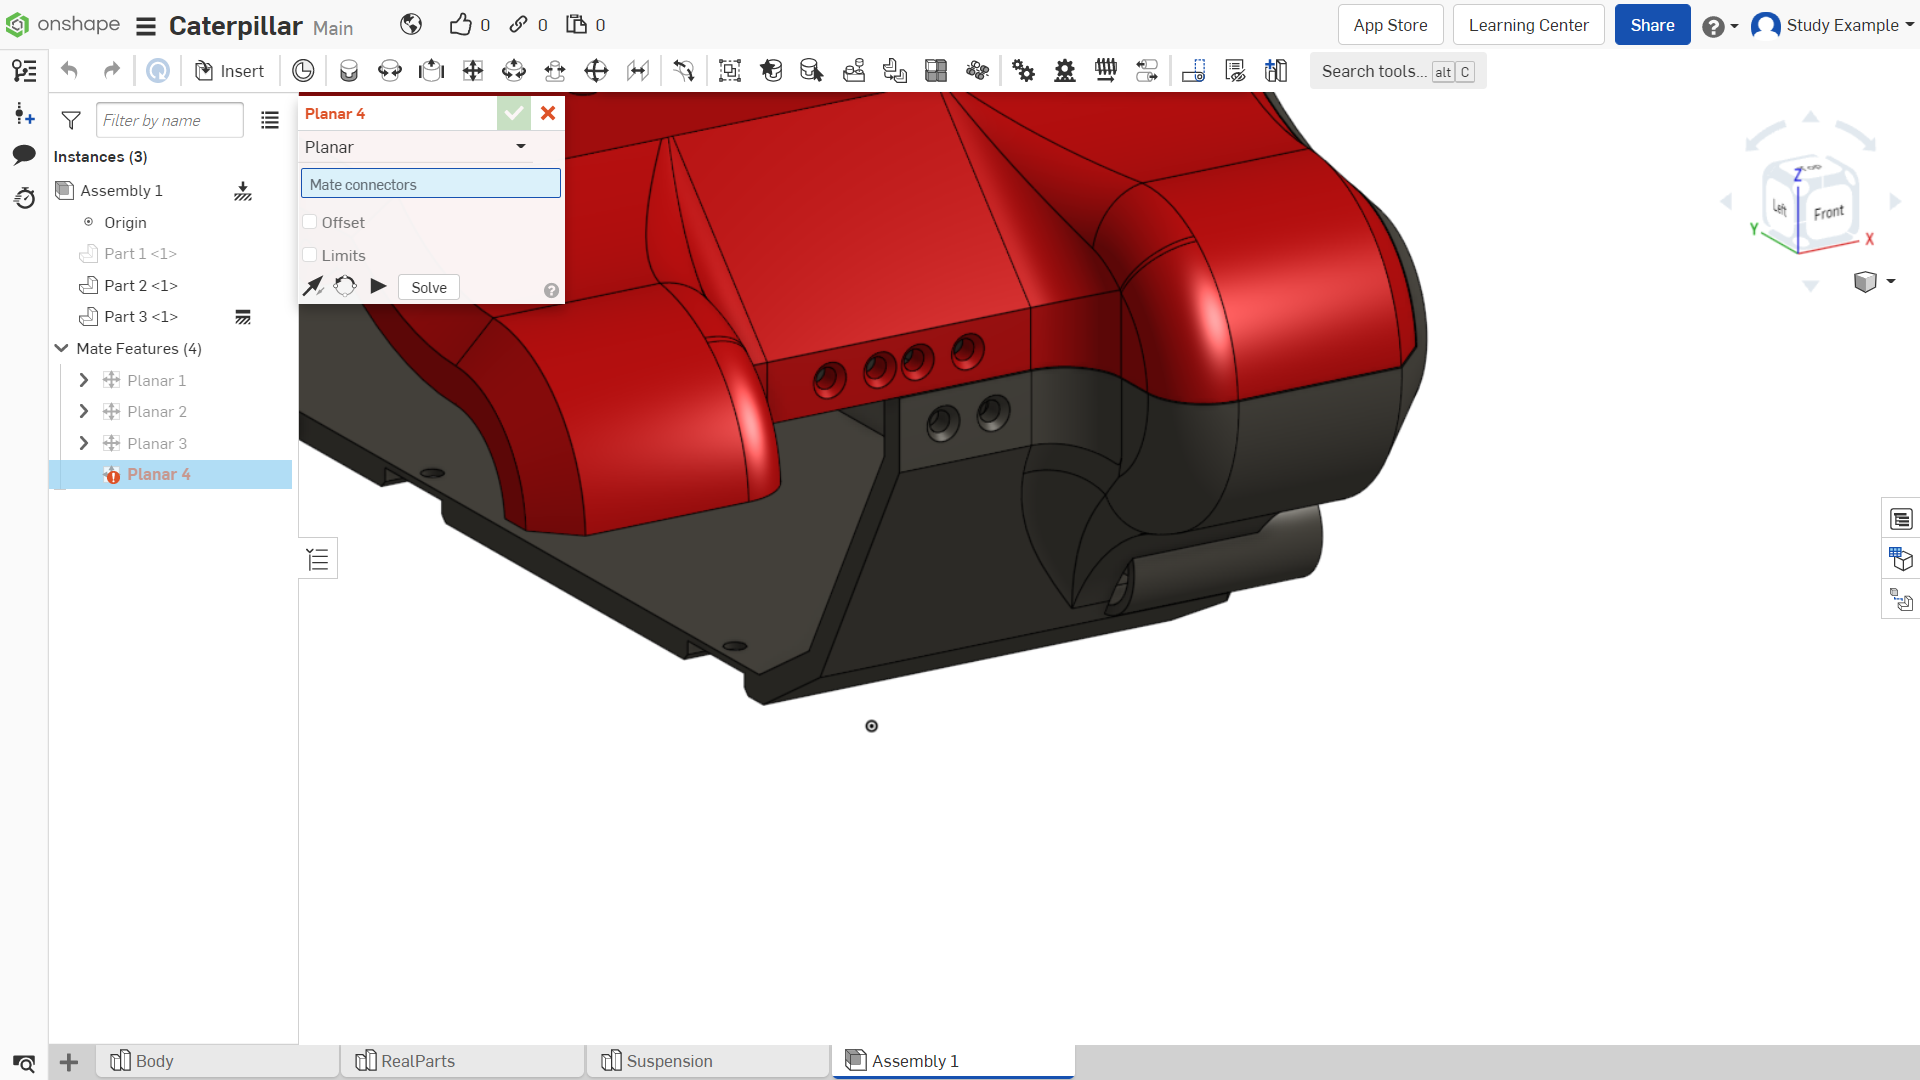 onshape Caterpillar Main 0 0 0 App Store Learning Center Share Study Example
Insert Search tools... alt C
Filter by name
Instances (3)
Assembly 1
Origin
Part 1 <1>
Part 2 <1>
Part 3 <1>
Mate Features (4)
Planar 1
Planar 2
Planar 3
Planar 4
Planar 4
Planar
Mate connectors
Offset
Limits
Solve
Top
Z
Left
Front
Y
X
Body RealParts Suspension Assembly 1